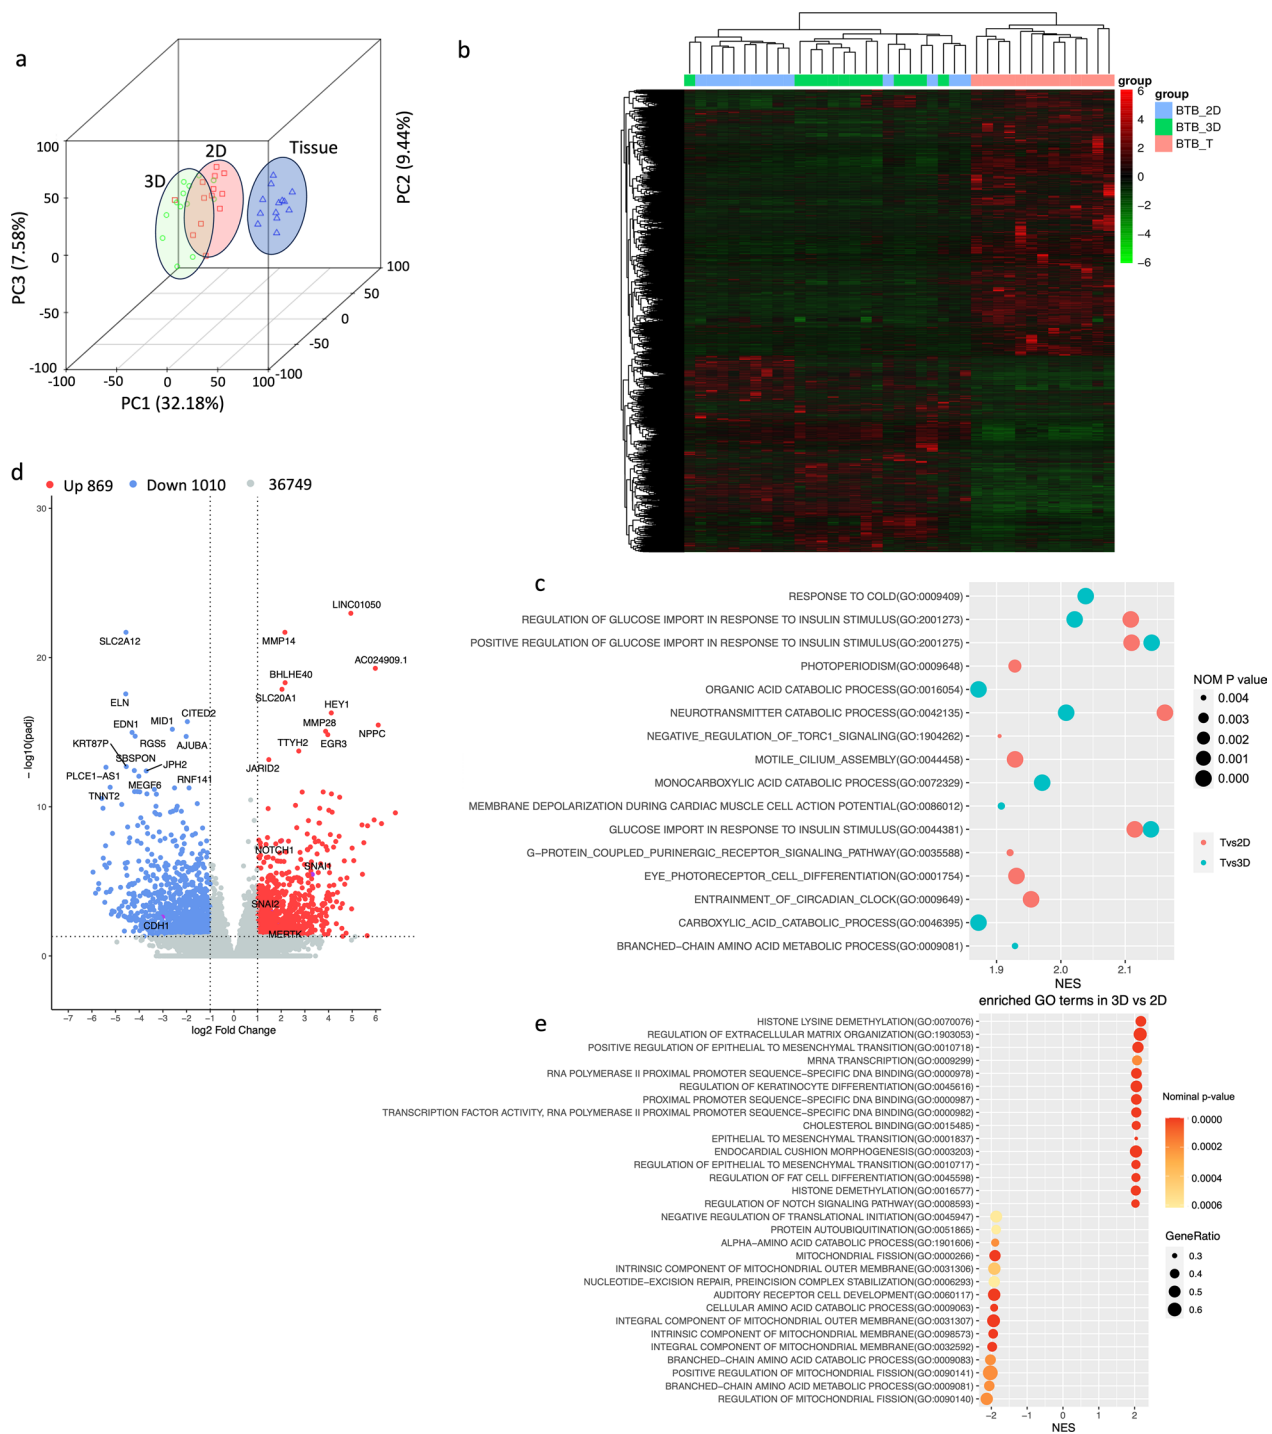 a
3D
2D
Tissue
100
50
0
-50
-100
PC3 (7.58%)
-100
-50
0
50
100
PC1 (32.18%)
-100
-50
0
50
100
PC2 (9.44%)
b
group
6
4
2
0
-2
-4
-6
group
BTB_2D
BTB_3D
BTB_T
d
Up 869
Down 1010
36749
30
20
10
0
- log10(padj)
LINC01050
SLC2A12
MMP14
AC024909.1
BHLHE40
SLC20A1
ELN
HEY1
CITED2
EDN1
MID1
MMP28
NPPC
KRT87P
RGS5
AJUBA
TTYH2
EGR3
SBSPON
JPH2
JARID2
PLCE1-AS1
MEGF6
RNF141
TNNT2
NOTCH1
SNAI1
SNAI2
CDH1
MERTK
-7
-6
-5
-4
-3
-2
-1
0
1
2
3
4
5
6
log2 Fold Change
c
RESPONSE TO COLD(GO:0009409)
REGULATION OF GLUCOSE IMPORT IN RESPONSE TO INSULIN STIMULUS(GO:2001273)
POSITIVE REGULATION OF GLUCOSE IMPORT IN RESPONSE TO INSULIN STIMULUS(GO:2001275)
PHOTOPERIODISM(GO:0009648)
ORGANIC ACID CATABOLIC PROCESS(GO:0016054)
NEUROTRANSMITTER CATABOLIC PROCESS(GO:0042135)
NEGATIVE_REGULATION_OF_TORC1_SIGNALING(GO:1904262)
MOTILE_CILIUM_ASSEMBLY(GO:0044458)
MONOCARBOXYLIC ACID CATABOLIC PROCESS(GO:0072329)
MEMBRANE DEPOLARIZATION DURING CARDIAC MUSCLE CELL ACTION POTENTIAL(GO:0086012)
GLUCOSE IMPORT IN RESPONSE TO INSULIN STIMULUS(GO:0044381)
G-PROTEIN_COUPLED_PURINERGIC_RECEPTOR_SIGNALING_PATHWAY(GO:0035588)
EYE_PHOTORECEPTOR_CELL_DIFFERENTIATION(GO:0001754)
ENTRAINMENT_OF_CIRCADIAN_CLOCK(GO:0009649)
CARBOXYLIC_ACID_CATABOLIC_PROCESS(GO:0046395)
BRANCHED-CHAIN AMINO ACID METABOLIC PROCESS(GO:0009081)
1.9
2.0
2.1
NES
NOM P value
0.004
0.003
0.002
0.001
0.000
Tvs2D
Tvs3D
e
enriched GO terms in 3D vs 2D
HISTONE LYSINE DEMETHYLATION(GO:0070076)
REGULATION OF EXTRACELLULAR MATRIX ORGANIZATION(GO:1903053)
POSITIVE REGULATION OF EPITHELIAL TO MESENCHYMAL TRANSITION(GO:0010718)
MRNA TRANSCRIPTION(GO:0009299)
RNA POLYMERASE II PROXIMAL PROMOTER SEQUENCE-SPECIFIC DNA BINDING(GO:0000978)
REGULATION OF KERATINOCYTE DIFFERENTIATION(GO:0045616)
PROXIMAL PROMOTER SEQUENCE-SPECIFIC DNA BINDING(GO:0000987)
TRANSCRIPTION FACTOR ACTIVITY, RNA POLYMERASE II PROXIMAL PROMOTER SEQUENCE-SPECIFIC DNA BINDING(GO:0000982)
CHOLESTEROL BINDING(GO:0015485)
EPITHELIAL TO MESENCHYMAL TRANSITION(GO:0001837)
ENDOCARDIAL CUSHION MORPHOGENESIS(GO:0003203)
REGULATION OF EPITHELIAL TO MESENCHYMAL TRANSITION(GO:0010717)
REGULATION OF FAT CELL DIFFERENTIATION(GO:0045598)
HISTONE DEMETHYLATION(GO:0016577)
REGULATION OF NOTCH SIGNALING PATHWAY(GO:0008593)
NEGATIVE REGULATION OF TRANSLATIONAL INITIATION(GO:0045947)
PROTEIN AUTOUBIQUITINATION(GO:0051865)
ALPHA-AMINO ACID CATABOLIC PROCESS(GO:1901606)
MITOCHONDRIAL FISSION(GO:0000266)
INTRINSIC COMPONENT OF MITOCHONDRIAL OUTER MEMBRANE(GO:0031306)
NUCLEOTIDE-EXCISION REPAIR, PREINCISION COMPLEX STABILIZATION(GO:0006293)
AUDITORY RECEPTOR CELL DEVELOPMENT(GO:0060117)
CELLULAR AMINO ACID CATABOLIC PROCESS(GO:0009063)
INTEGRAL COMPONENT OF MITOCHONDRIAL OUTER MEMBRANE(GO:0031307)
INTRINSIC COMPONENT OF MITOCHONDRIAL MEMBRANE(GO:0098573)
INTEGRAL COMPONENT OF MITOCHONDRIAL MEMBRANE(GO:0032592)
BRANCHED-CHAIN AMINO ACID CATABOLIC PROCESS(GO:0009083)
POSITIVE REGULATION OF MITOCHONDRIAL FISSION(GO:0090141)
BRANCHED-CHAIN AMINO ACID METABOLIC PROCESS(GO:0009081)
REGULATION OF MITOCHONDRIAL FISSION(GO:0090140)
-2
-1
0
1
2
NES
Nominal p-value
0.0000
0.0002
0.0004
0.0006
GeneRatio
0.3
0.4
0.5
0.6